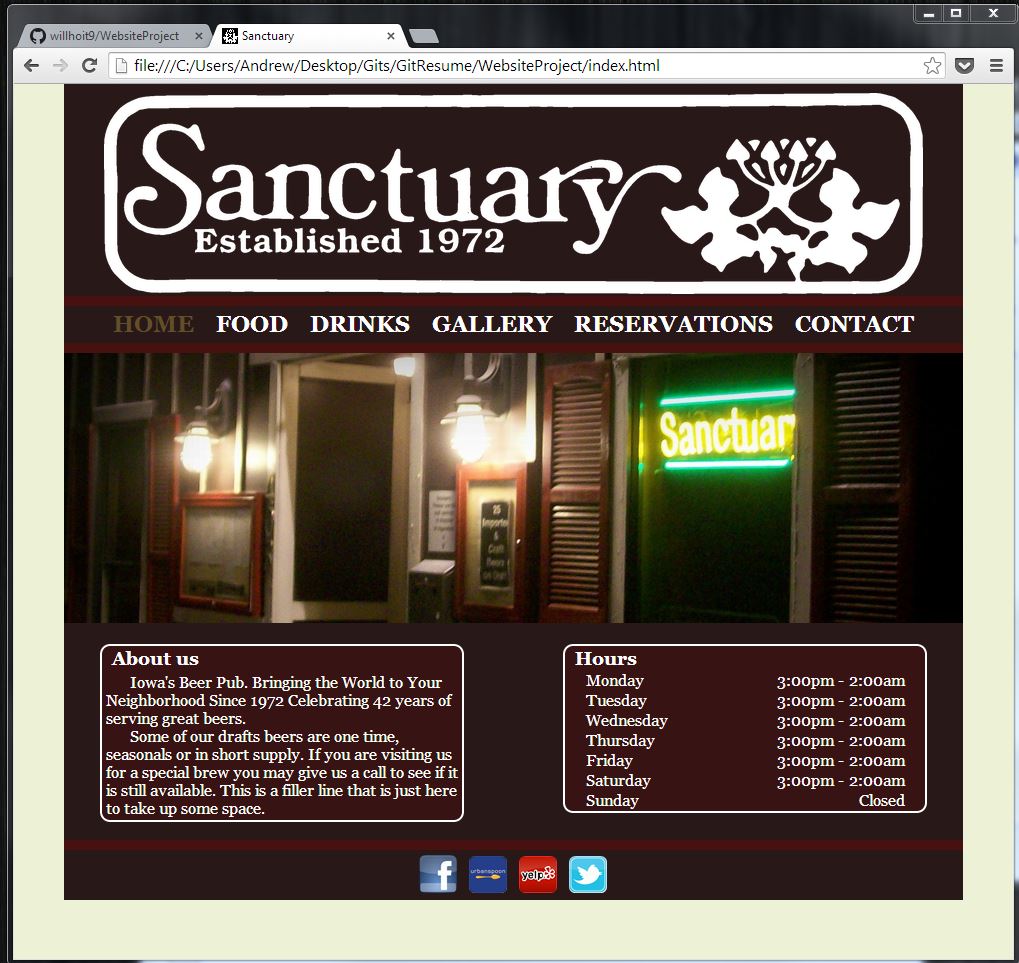 willhoit9/WebsiteProject
Sanctuary
file:///C:/Users/Andrew/Desktop/Gits/GitResume/WebsiteProject/index.html
Sanctuary
Established 1972
HOME FOOD DRINKS GALLERY RESERVATIONS CONTACT
Sanctuar
25
Imported
&
Craft
Beers
on
About us
Iowa's Beer Pub. Bringing the World to Your
Neighborhood Since 1972 Celebrating 42 years of
serving great beers.
Some of our drafts beers are one time,
seasonals or in short supply. If you are visiting us
for a special brew you may give us a call to see if it
is still available. This is a filler line that is just here
to take up some space.
Hours
Monday 3:00pm - 2:00am
Tuesday 3:00pm - 2:00am
Wednesday 3:00pm - 2:00am
Thursday 3:00pm - 2:00am
Friday 3:00pm - 2:00am
Saturday 3:00pm - 2:00am
Sunday Closed
f
urbanspoon
yelp